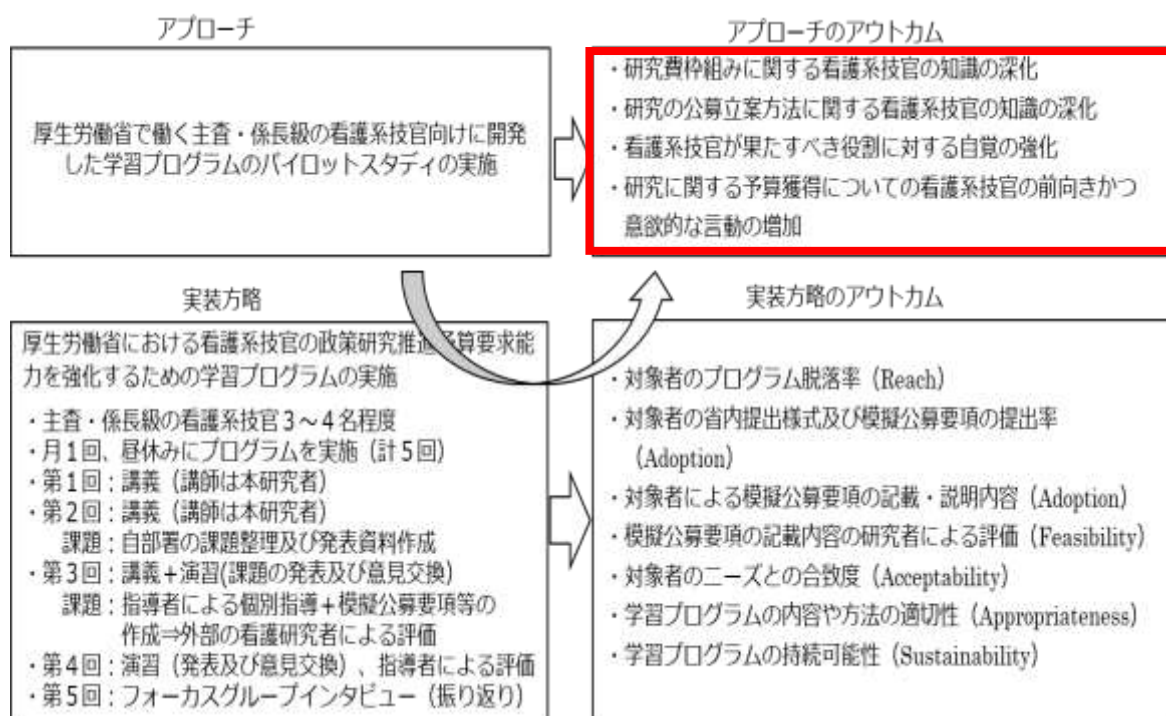 アプローチ
厚生労働省で働く主査・係長級の看護系技官向けに開発
した学習プログラムのパイロットスタディの実施
アプローチのアウトカム
・研究費枠組みに関する看護系技官の知識の深化
・研究の公募立案方法に関する看護系技官の知識の深化
・看護系技官が果たすべき役割に対する自覚の強化
・研究に関する予算獲得についての看護系技官の前向きかつ
意欲的な言動の増加
実装方略
厚生労働省における看護系技官の政策研究推進予算要求能
力を強化するための学習プログラムの実施
・主査・係長級の看護系技官3~4名程度
・月1回、昼休みにプログラムを実施(計5回)
・第1回:講義(講師は本研究者)
・第2回:講義(講師は本研究者)
課題:自部署の課題整理及び発表資料作成
・第3回:講義+演習(課題の発表及び意見交換)
課題:指導者による個別指導+模擬公募要項等の
作成⇒外部の看護研究者による評価
・第4回:演習(発表及び意見交換)、指導者による評価
・第5回:フォーカスグループインタビュー(振り返り)
実装方略のアウトカム
・対象者のプログラム脱落率(Reach)
・対象者の省内提出様式及び模擬公募要項の提出率
(Adoption)
・対象者による模擬公募要項の記載・説明内容(Adoption)
・模擬公募要項の記載内容の研究者による評価(Feasibility)
・対象者のニーズとの合致度(Acceptability)
・学習プログラムの内容や方法の適切性(Appropriateness)
・学習プログラムの持続可能性(Sustainability)